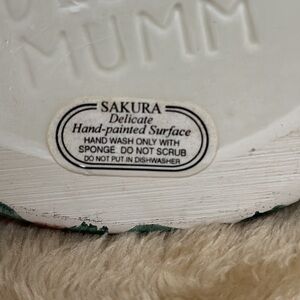 MUMM
SAKURA
Delicate
Hand-painted Surface
HAND WASH ONLY WITH
SPONGE. DO NOT SCRUB
DO NOT PUT IN DISHWASHER